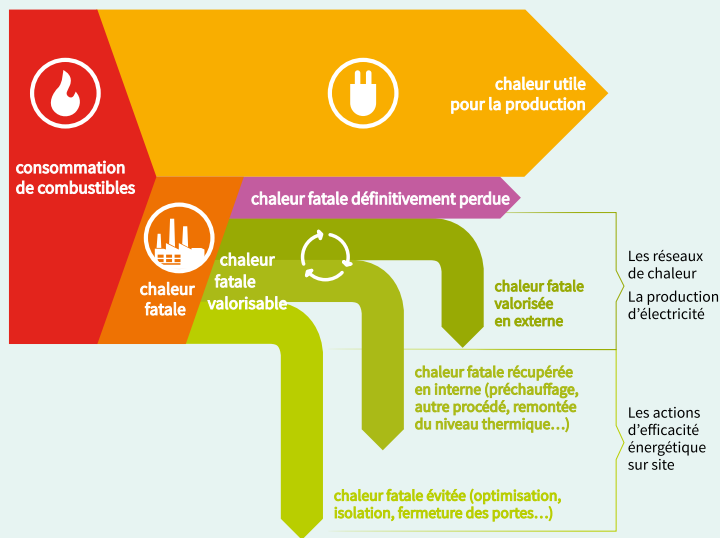 chaleur utile
pour la production
consommation
de combustibles
chaleur fatale définitivement perdue
chaleur
fatale
chaleur
fatale
valorisable
chaleur fatale
valorisée
en externe
Les réseaux
de chaleur
La production
d’électricité
chaleur fatale récupérée
en interne (préchauffage,
autre procédé, remontée
du niveau thermique…)
Les actions
d’efficacité
énergétique
sur site
chaleur fatale évitée (optimisation,
isolation, fermeture des portes…)